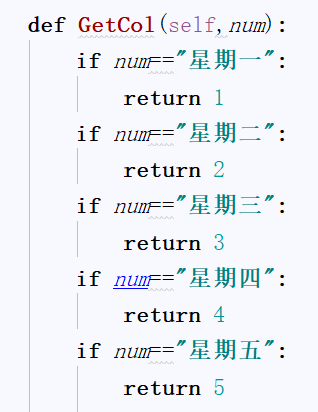 def GetCol(self,num):
if num=="星期一":
return 1
if num=="星期二":
return 2
if num=="星期三":
return 3
if num=="星期四":
return 4
if num=="星期五":
return 5